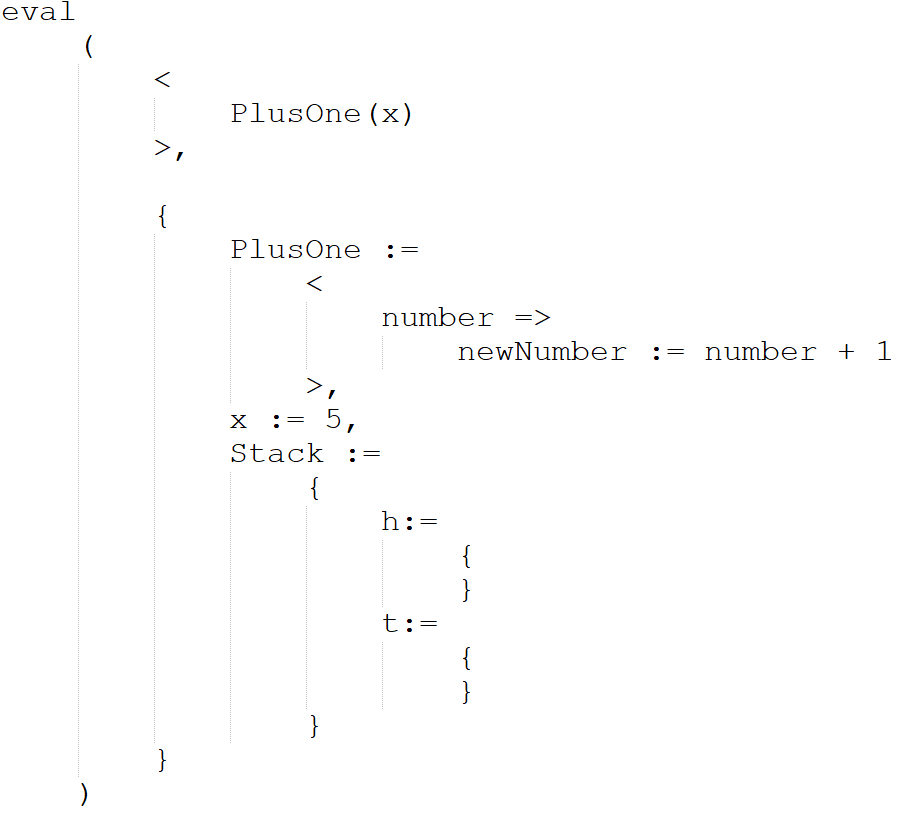 eval
(
<
PlusOne(x)
>,
{
PlusOne :=
<
number =>
newNumber := number + 1
>,
x := 5,
Stack :=
{
h:=
{
}
t:=
{
}
}
}
)